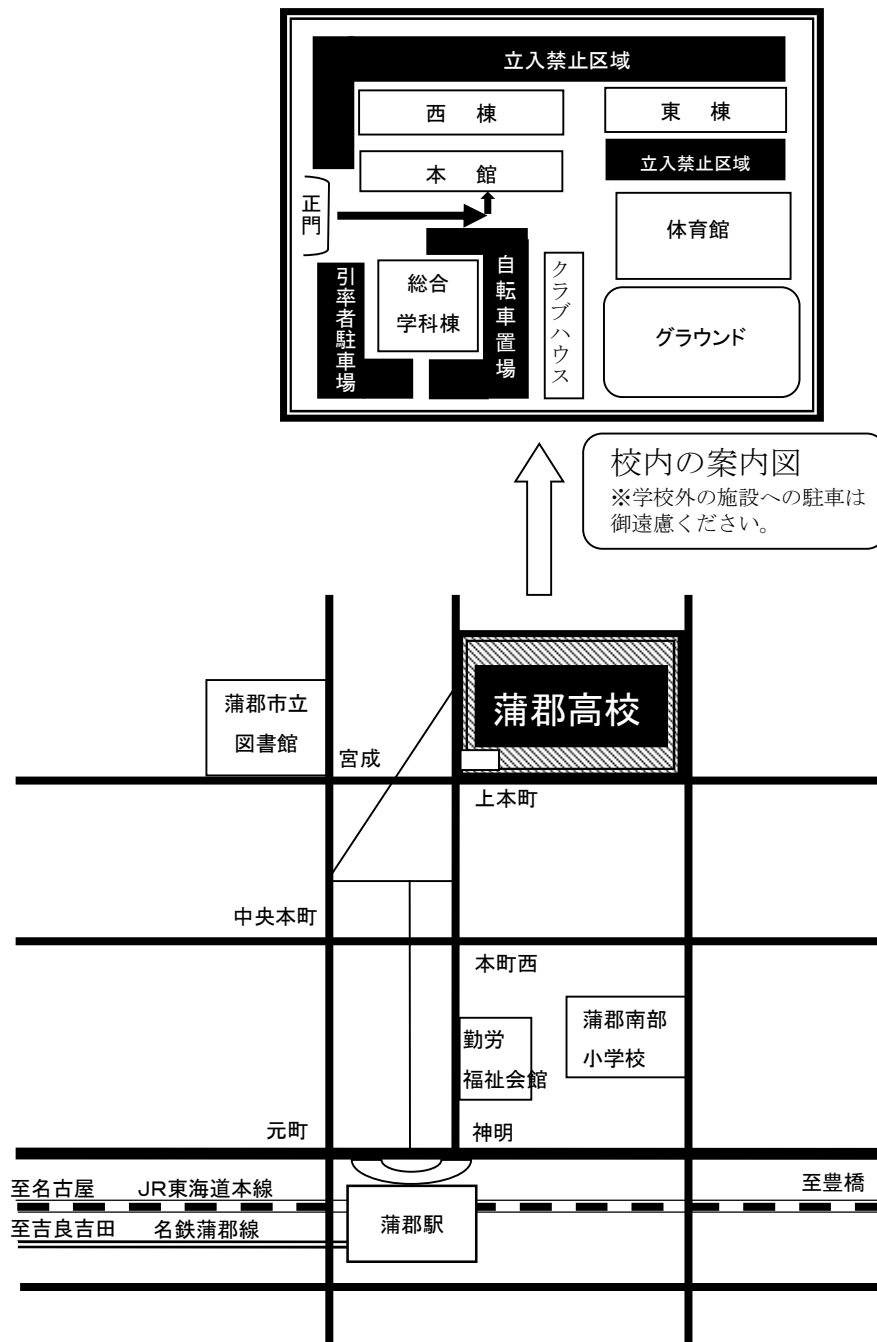 立入禁止区域
西 棟
東 棟
本 館
立入禁止区域
正門
体育館
引率者駐車場
総合
学科棟
自転車置場
クラブハウス
グラウンド
校内の案内図
※学校外の施設への駐車は
御遠慮ください。
蒲郡市立
図書館
蒲郡高校
宮成
上本町
中央本町
本町西
蒲郡南部
小学校
勤労
福祉会館
元町
神明
至名古屋 JR東海道本線
至豊橋
至吉良吉田 名鉄蒲郡線
蒲郡駅